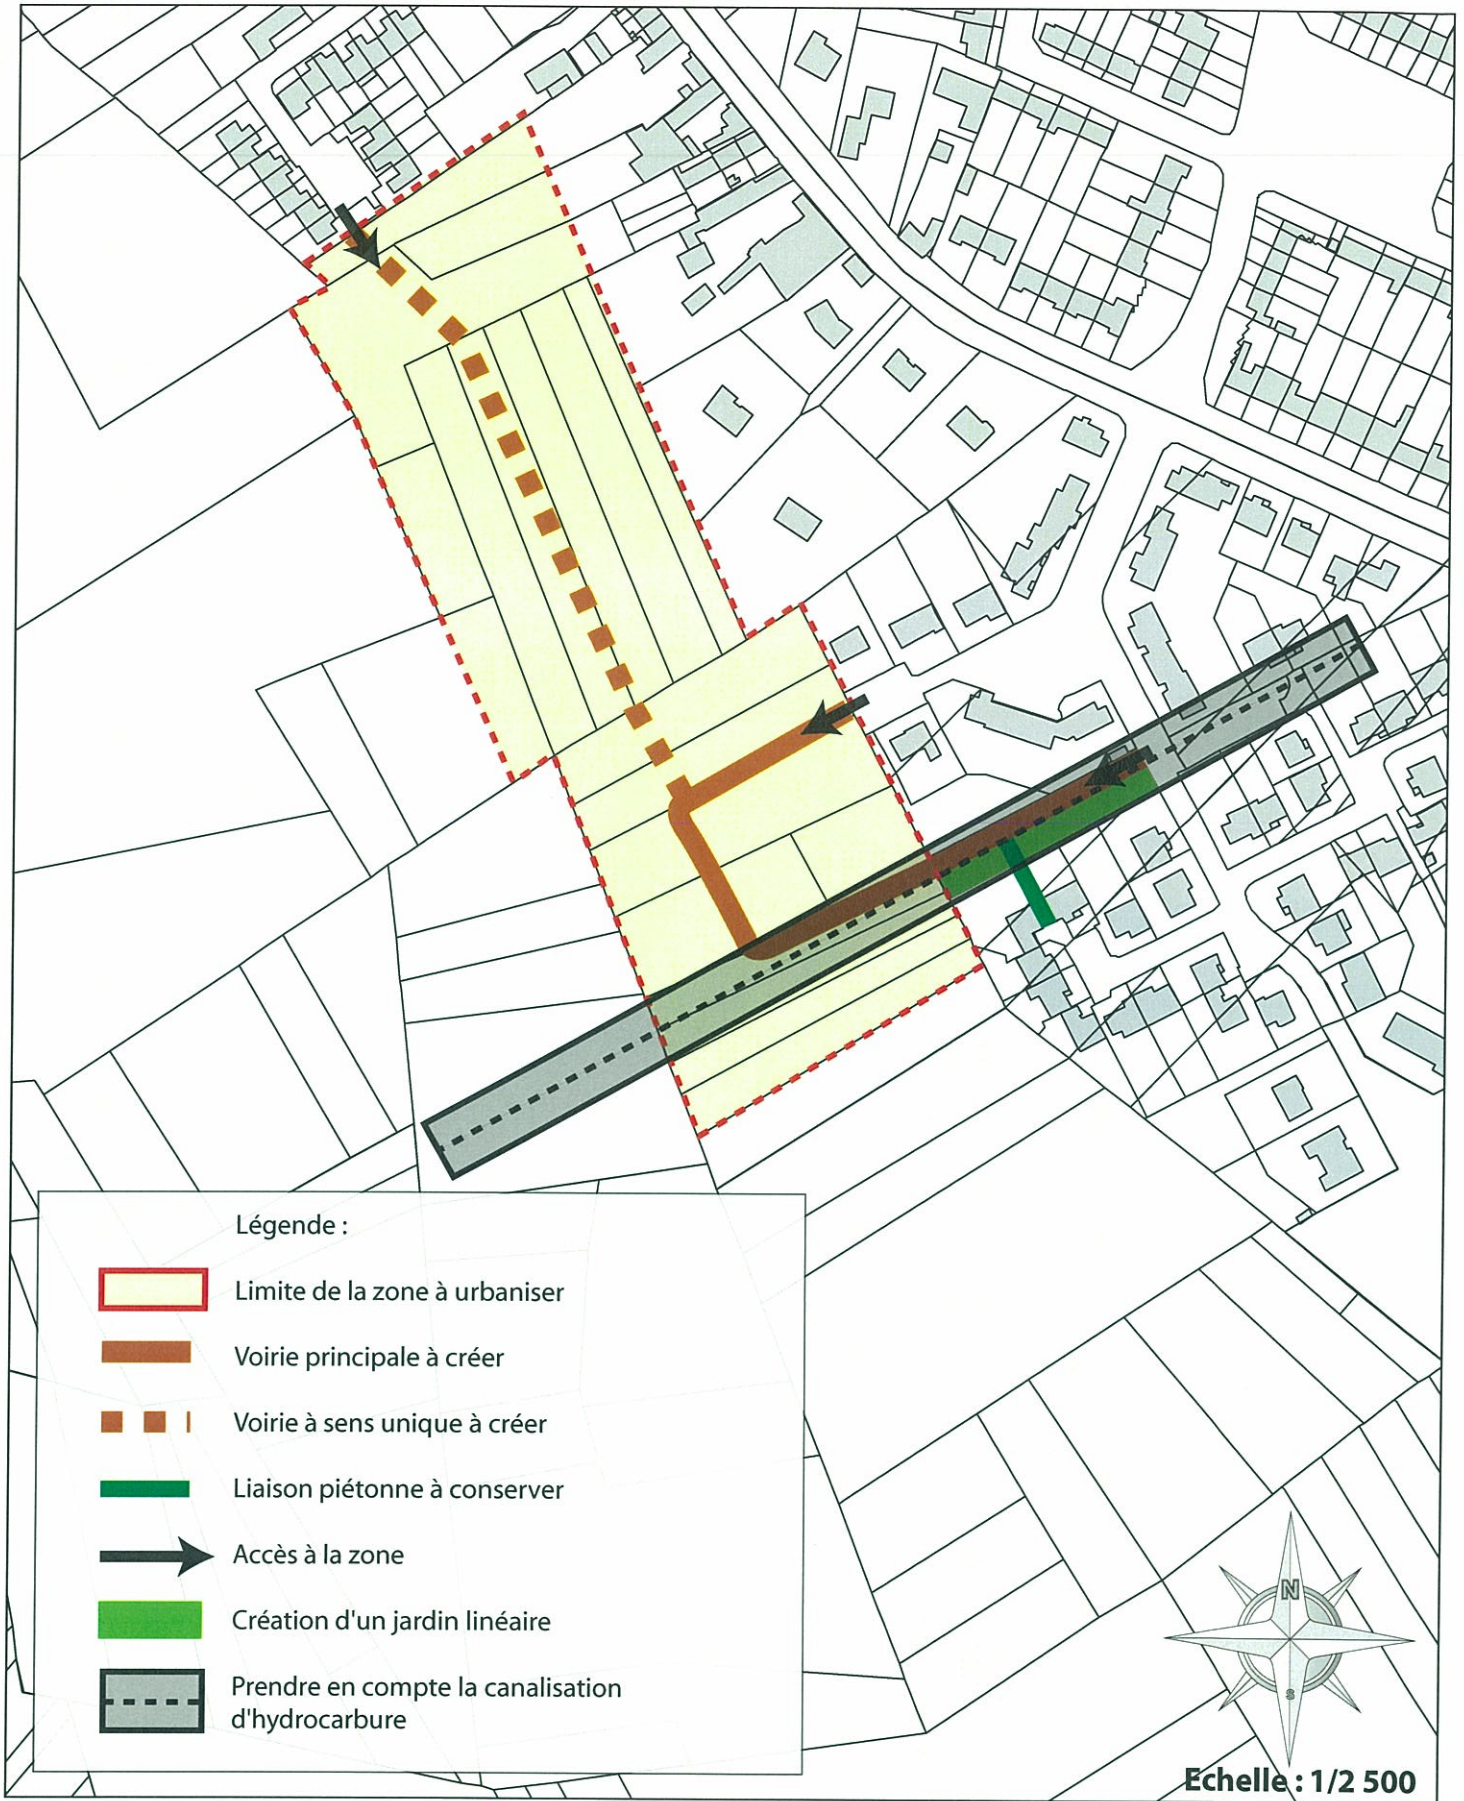 Légende :
Limite de la zone à urbaniser
Voirie principale à créer
Voirie à sens unique à créer
Liaison piétonne à conserver
Accès à la zone
Création d'un jardin linéaire
Prendre en compte la canalisation
d'hydrocarbure
N
S
Echelle : 1/2 500